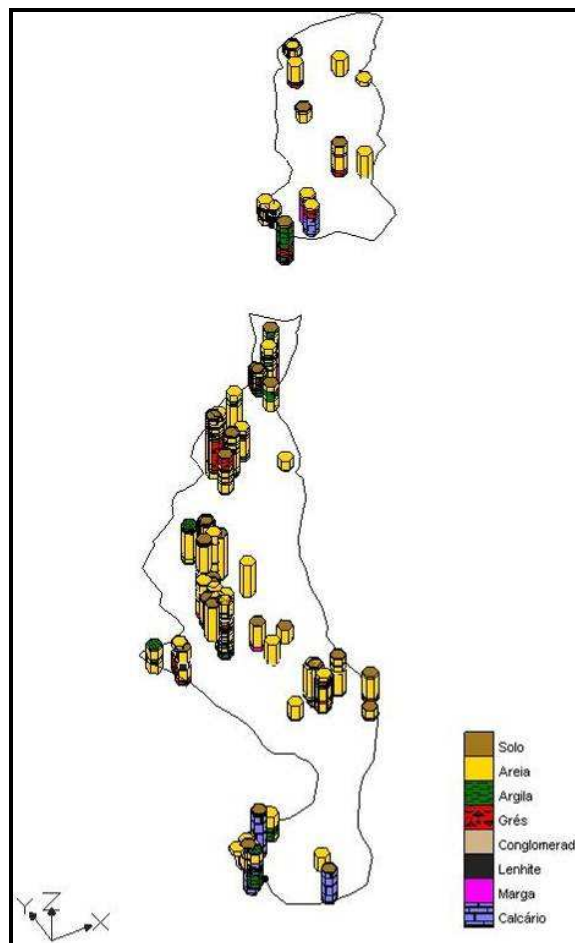 Solo
Areia
Argila
Grés
Conglomerad
Lenhite
Marga
Calcário
Y
Z
X